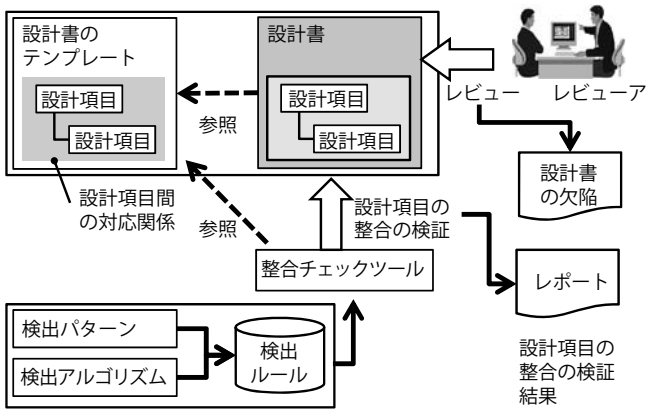 設計書の
テンプレート
設計項目
設計項目
設計書
設計項目
設計項目
参照
レビュー
レビューア
設計書
の欠陥
設計項目間
の対応関係
参照
設計項目の
整合の検証
整合チェックツール
レポート
検出パターン
検出アルゴリズム
検出
ルール
設計項目の
整合の検証
結果